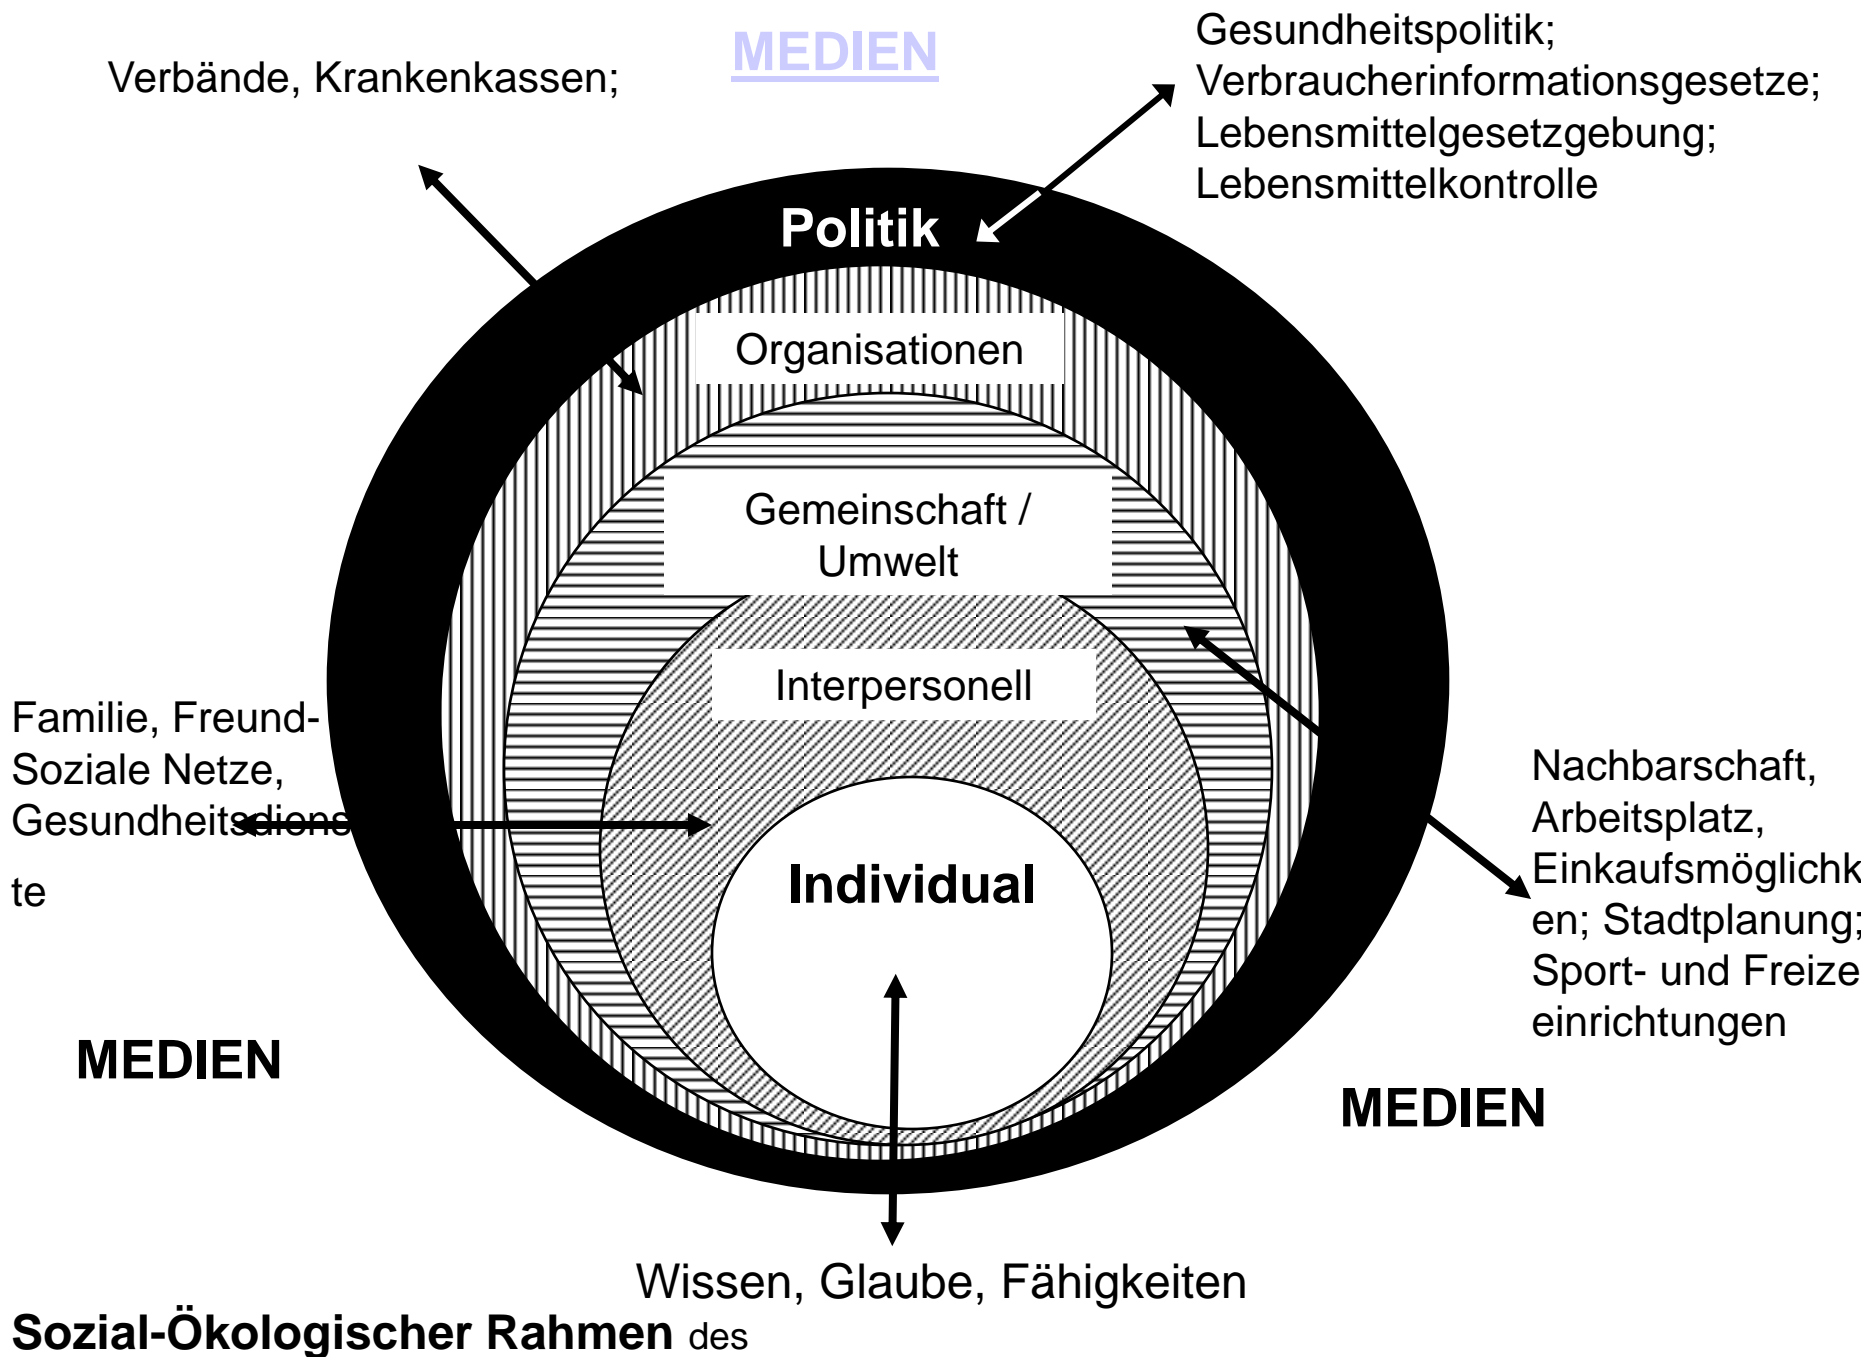 MEDIEN
Verbände, Krankenkassen;
Gesundheitspolitik;
Verbraucherinformationsgesetze;
Lebensmittelgesetzgebung;
Lebensmittelkontrolle
Politik
Organisationen
Gemeinschaft /
Umwelt
Interpersonell
Individual
Familie, Freund-
Soziale Netze,
Gesundheitsdiens
te
Nachbarschaft,
Arbeitsplatz,
Einkaufsmöglichk
en; Stadtplanung;
Sport- und Freize
einrichtungen
MEDIEN
MEDIEN
Wissen, Glaube, Fähigkeiten
Sozial-Ökologischer Rahmen des